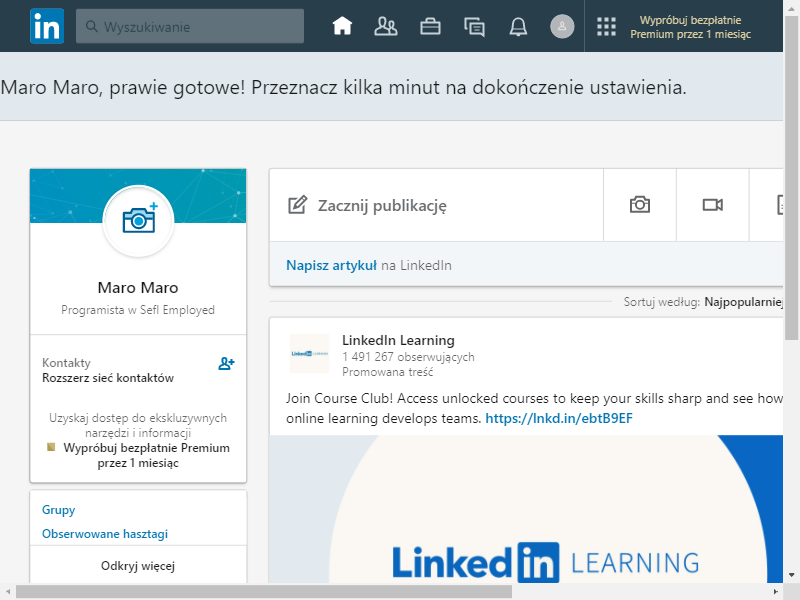 in
Wyszukiwanie
Wypróbuj bezpłatnie
Premium przez 1 miesiąc
Maro Maro, prawie gotowe! Przeznacz kilka minut na dokończenie ustawienia.
Maro Maro
Programista w Sefl Employed
Kontakty
Rozszerz sieć kontaktów
Uzyskaj dostęp do ekskluzywnych
narzędzi i informacji
Wypróbuj bezpłatnie Premium
przez 1 miesiąc
Grupy
Obserwowane hasztagi
Odkryj więcej
Zacznij publikację
Napisz artykuł na LinkedIn
Sortuj według: Najpopularniej
LinkedIn LEARNING
LinkedIn Learning
1 491 267 obserwujących
Promowana treść
Join Course Club! Access unlocked courses to keep your skills sharp and see how
online learning develops teams. https://lnkd.in/ebtB9EF
LinkedIn LEARNING